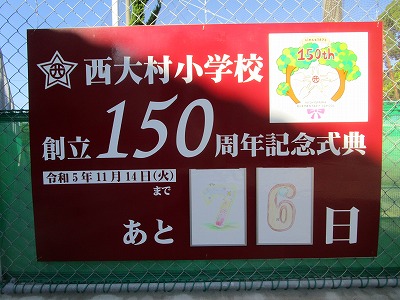 西 西大村小学校
150th
創立150周年記念式典
令和5年11月14日(火)
まで
あと76日